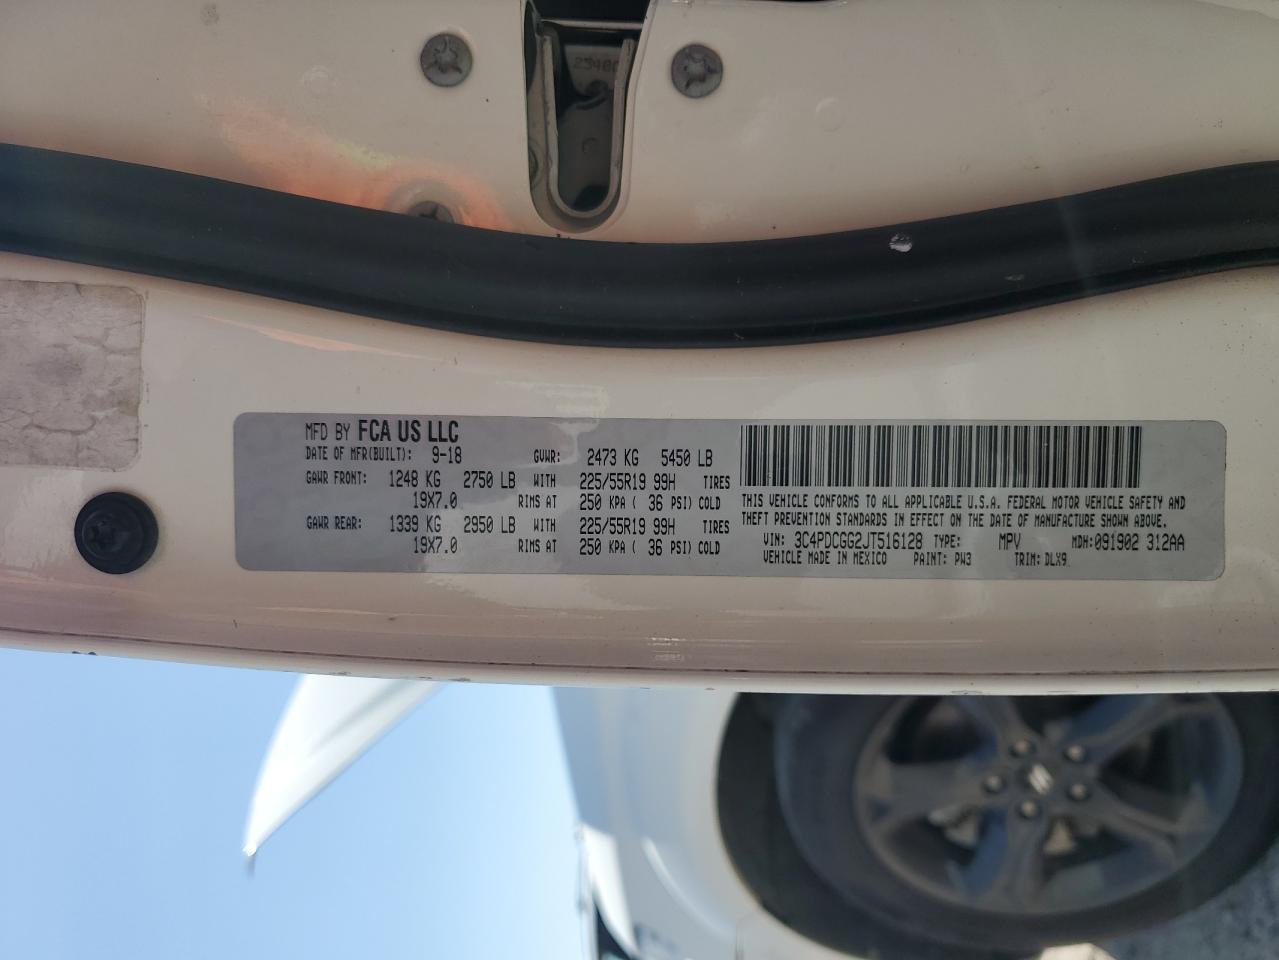 2340
MFD BY FCA US LLC
DATE OF MFR(BUILT): 9-18 GVWR: 2473 KG 5450 LB
GAWR FRONT: 1248 KG 2750 LB WITH 225/55R19 99H TIRES
19X7.0 RIMS AT 250 KPA ( 36 PSI) COLD
GAWR REAR: 1339 KG 2950 LB WITH 225/55R19 99H TIRES
19X7.0 RIMS AT 250 KPA ( 36 PSI) COLD
THIS VEHICLE CONFORMS TO ALL APPLICABLE U.S.A. FEDERAL MOTOR VEHICLE SAFETY AND
THEFT PREVENTION STANDARDS IN EFFECT ON THE DATE OF MANUFACTURE SHOWN ABOVE.
VIN: 3C4PDCGG2JT516128 TYPE: MPV MDH:091902 312AA
VEHICLE MADE IN MEXICO PAINT: PW3 TRIM: DLX9